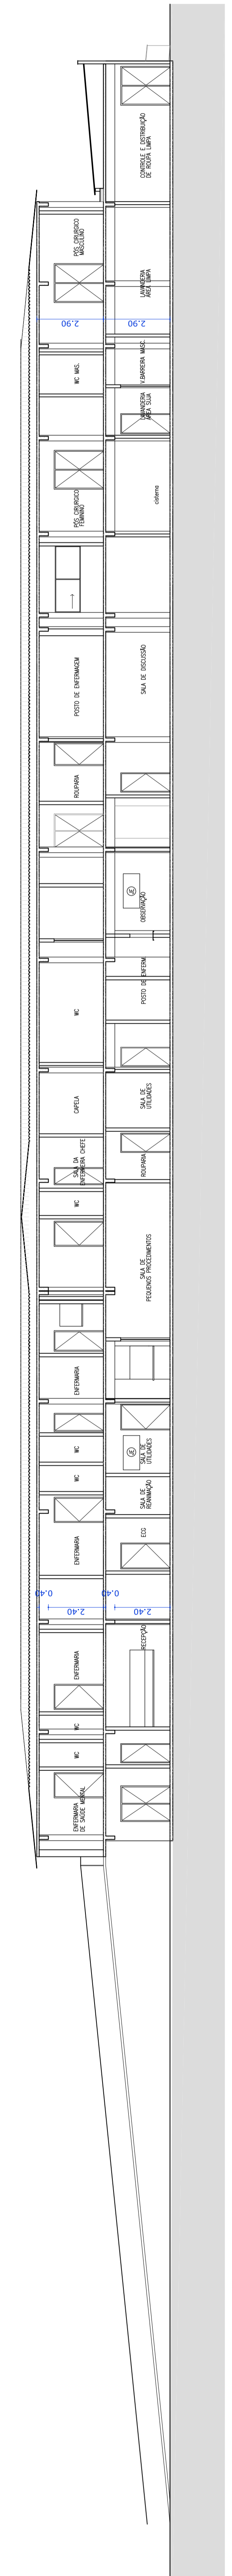 CONTROLE E DISTRIBUIÇÃO
DE ROUPA LIMPA
PÓS CIRURGICO
MASCULINO
LAVANDERIA
ÁREA LIMPA
2.90
2.90
WC MAS.
V.BARREIRA MASC.
LAVANDERIA
ÁREA SUJA
PÓS CIRURGICO
FEMININO
cisterna
POSTO DE ENFERMAGEM
SALA DE DISCUSSÃO
ROUPARIA
OBSERVAÇÃO
WC
POSTO DE ENFERM
CAPELA
SALA DE
UTILIDADES
SALA DA
ENFERMEIRA CHEFE
ROUPARIA
WC
SALA DE
PEQUENOS PROCEDIMENTOS
ENFERMARIA
WC
SALA DE
UTILIDADES
WC
SALA DE
REANIMAÇÃO
ENFERMARIA
ECG
0.40
0.40
2.40
2.40
ENFERMARIA
RECEPÇÃO
WC
WC
ENFERMARIA
DE SAÚDE MENTAL